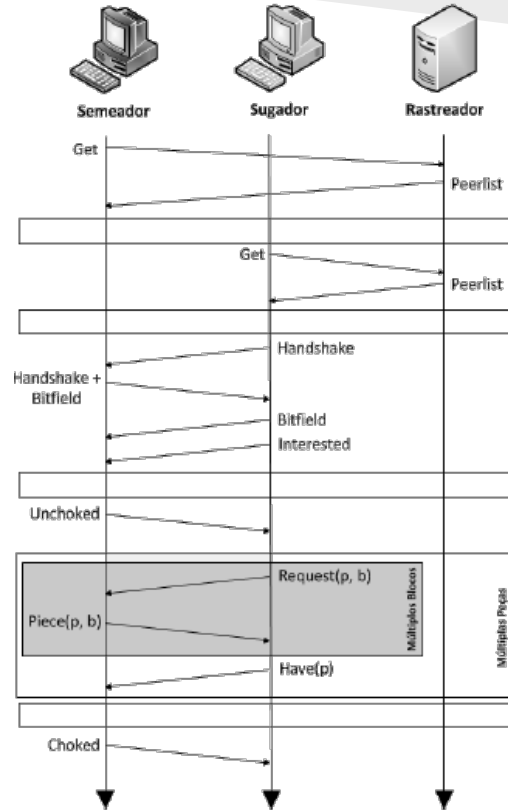 Semeador
Sugador
Rastreador
Get
Peerlist
Get
Peerlist
Handshake
Handshake +
Bitfield
Bitfield
Interested
Unchoked
Request(p, b)
Piece(p, b)
Múltiplos Blocos
Múltiplas Peças
Have(p)
Choked